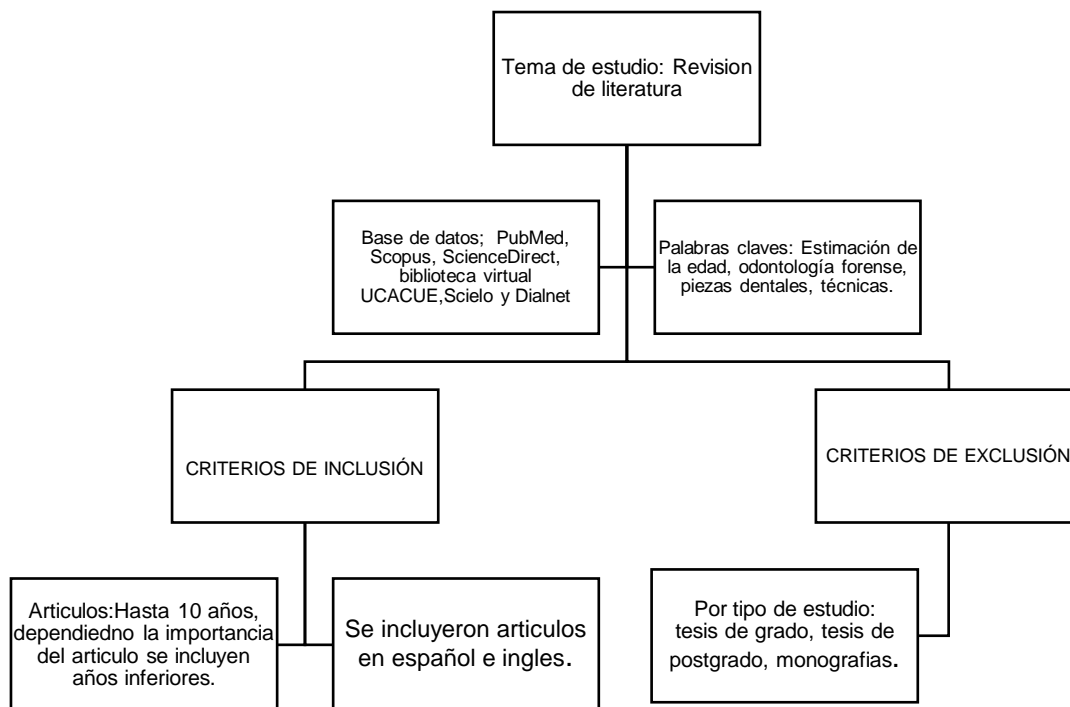 Tema de estudio: Revision
de literatura
Base de datos; PubMed,
Scopus, ScienceDirect,
biblioteca virtual
UCACUE,Scielo y Dialnet
Palabras claves: Estimación de
la edad, odontología forense,
piezas dentales, técnicas.
CRITERIOS DE INCLUSIÓN
CRITERIOS DE EXCLUSIÓN
Articulos:Hasta 10 años,
dependiedno la importancia
del articulo se incluyen
años inferiores.
Se incluyeron articulos
en español e ingles.
Por tipo de estudio:
tesis de grado, tesis de
postgrado, monografias.